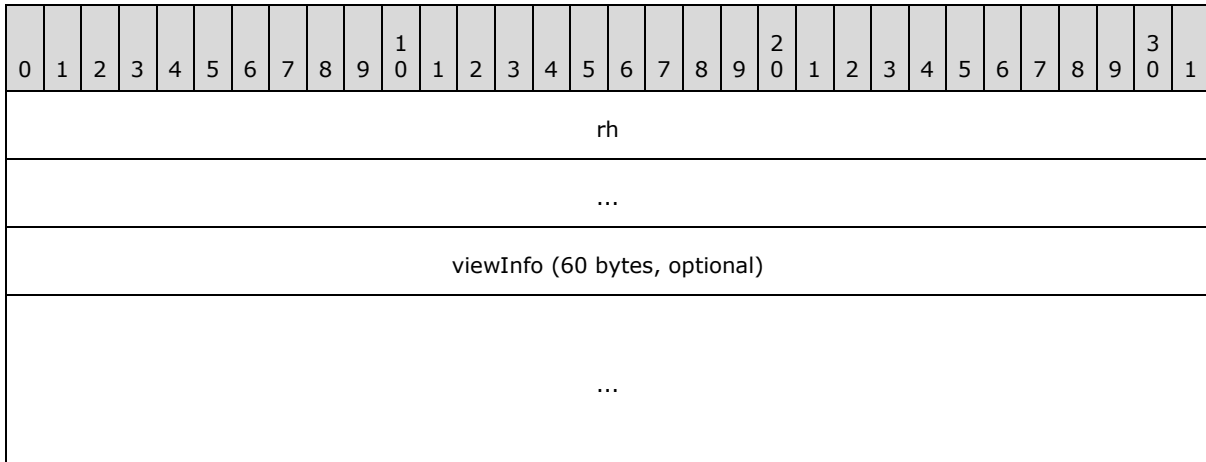 1 2 3
0 1 2 3 4 5 6 7 8 9 0 1 2 3 4 5 6 7 8 9 0 1 2 3 4 5 6 7 8 9 0 1
rh
...
viewInfo (60 bytes, optional)
...